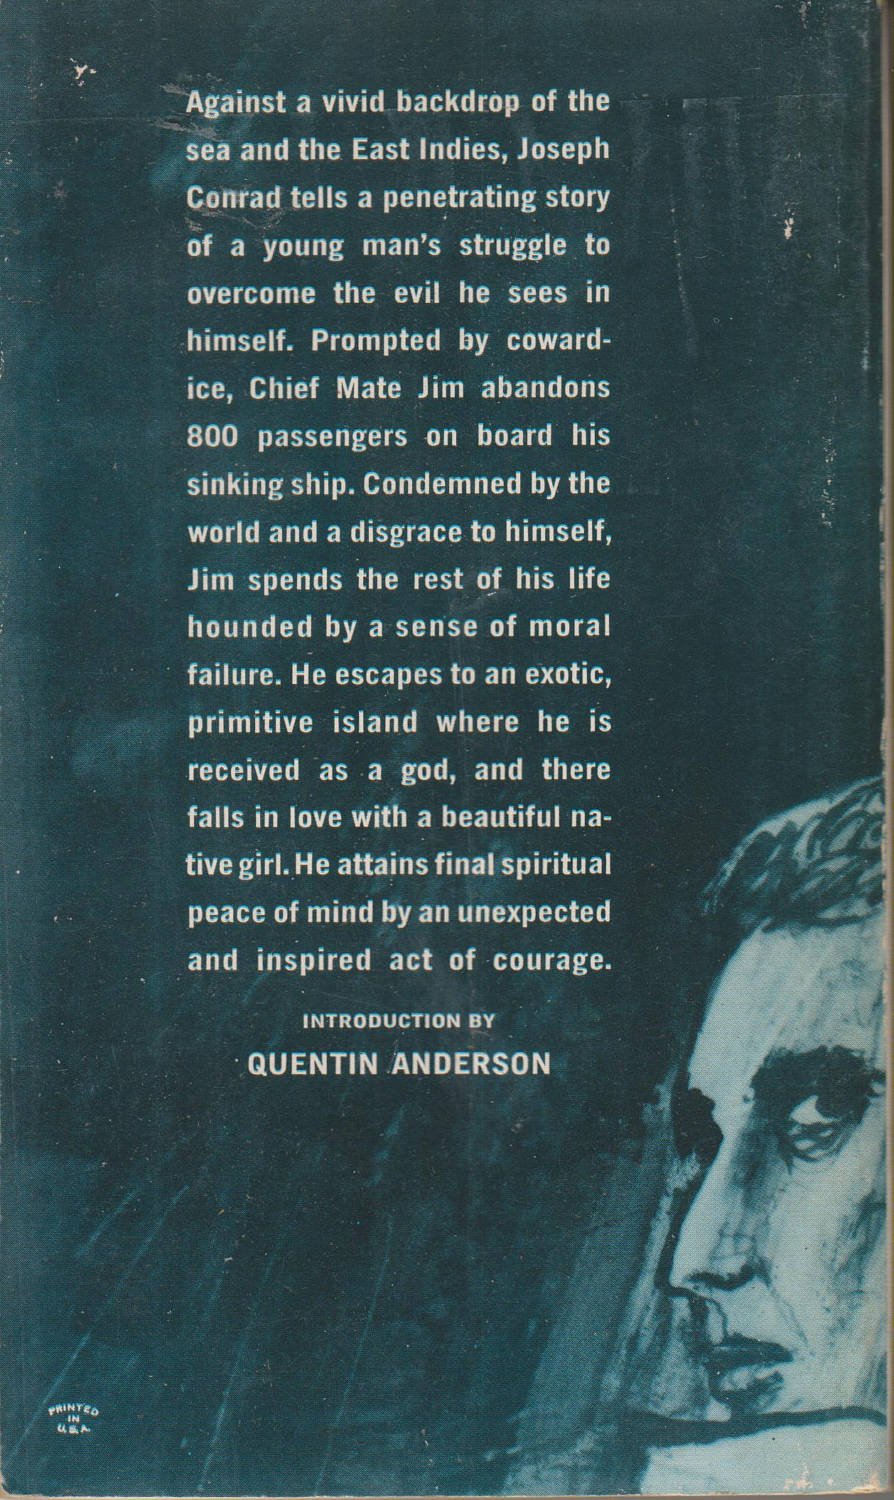 Against a vivid backdrop of the
sea and the East Indies, Joseph
Conrad tells a penetrating story
of a young man's struggle to
overcome the evil he sees in
himself. Prompted by coward-
ice, Chief Mate Jim abandons
800 passengers on board his
sinking ship. Condemned by the
world and a disgrace to himself,
Jim spends the rest of his life
hounded by a sense of moral
failure. He escapes to an exotic,
primitive island where he is
received as a god, and there
falls in love with a beautiful na-
tive girl. He attains final spiritual
peace of mind by an unexpected
and inspired act of courage.
INTRODUCTION BY
QUENTIN ANDERSON
PRINTED
IN
U.S.A.